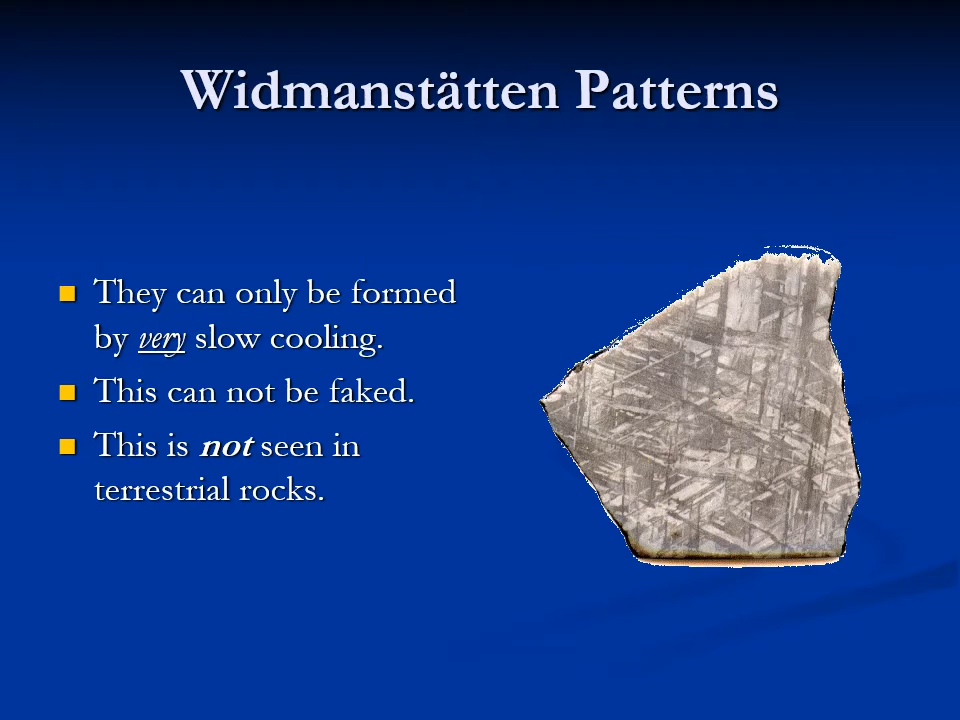 Widmanstätten Patterns
They can only be formed
by very slow cooling.
This can not be faked.
This is not seen in
terrestrial rocks.